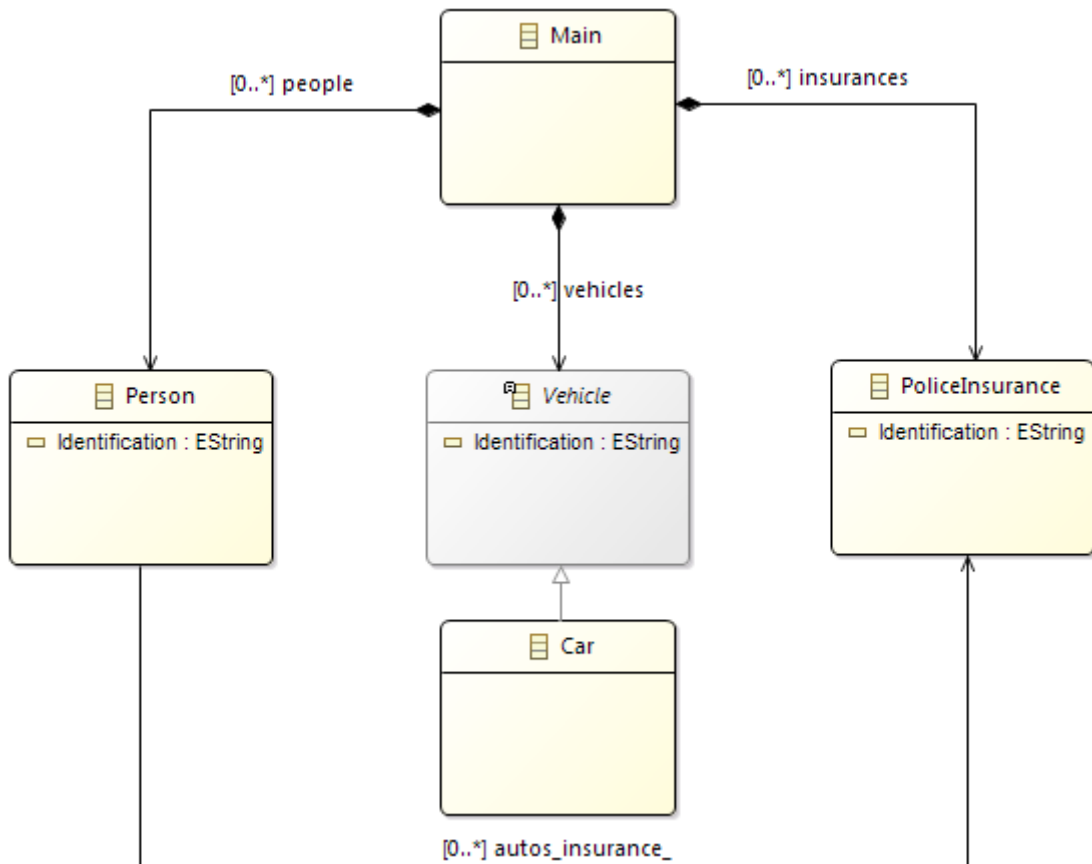 Main
[0..*] people
[0..*] insurances
[0..*] vehicles
Person
Identification : EString
Vehicle
Identification : EString
PoliceInsurance
Identification : EString
Car
[0..*] autos_insurance_